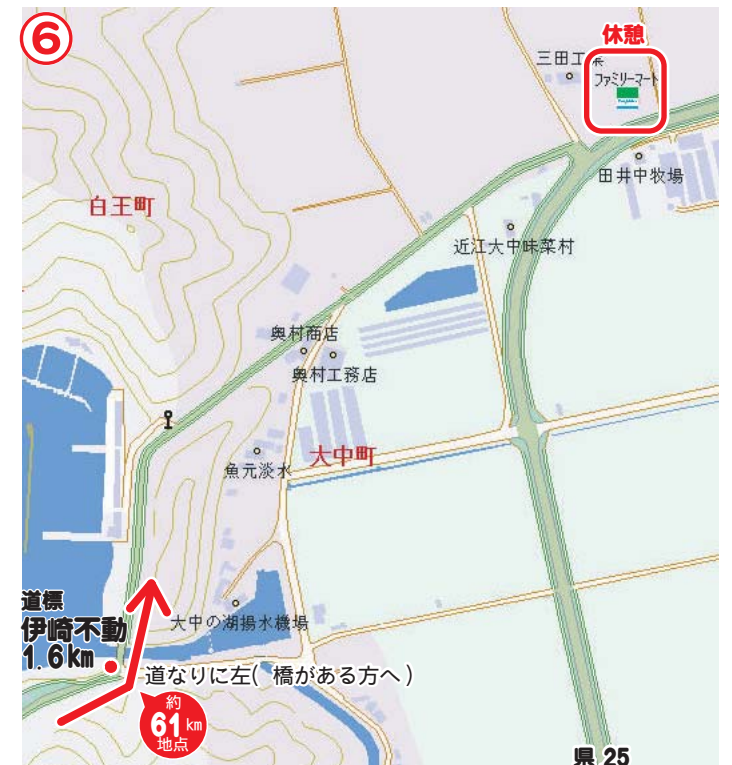 ⑥
休憩
三田工業
ファミリーマート
田井中牧場
白王町
近江大中味菜村
奥村商店
奥村工務店
大中町
魚元淡水
道標
伊崎不動
1.6km
大中の湖揚水機場
道なりに左( 橋がある方へ )
約
61km
地点
県 25